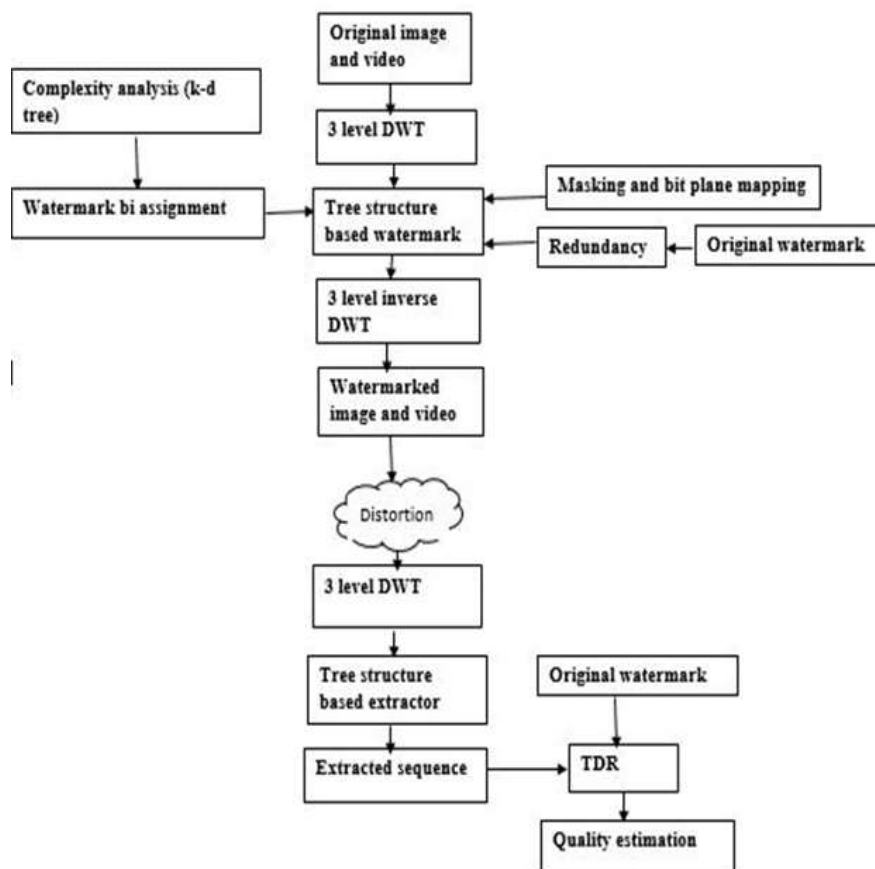 Original image
and video
Complexity analysis (k-d
tree)
3 level DWT
Masking and bit plane mapping
Watermark bi assignment
Tree structure
based watermark
Redundancy
Original watermark
3 level inverse
DWT
Watermarked
image and video
Distortion
3 level DWT
Tree structure
based extractor
Original watermark
Extracted sequence
TDR
Quality estimation